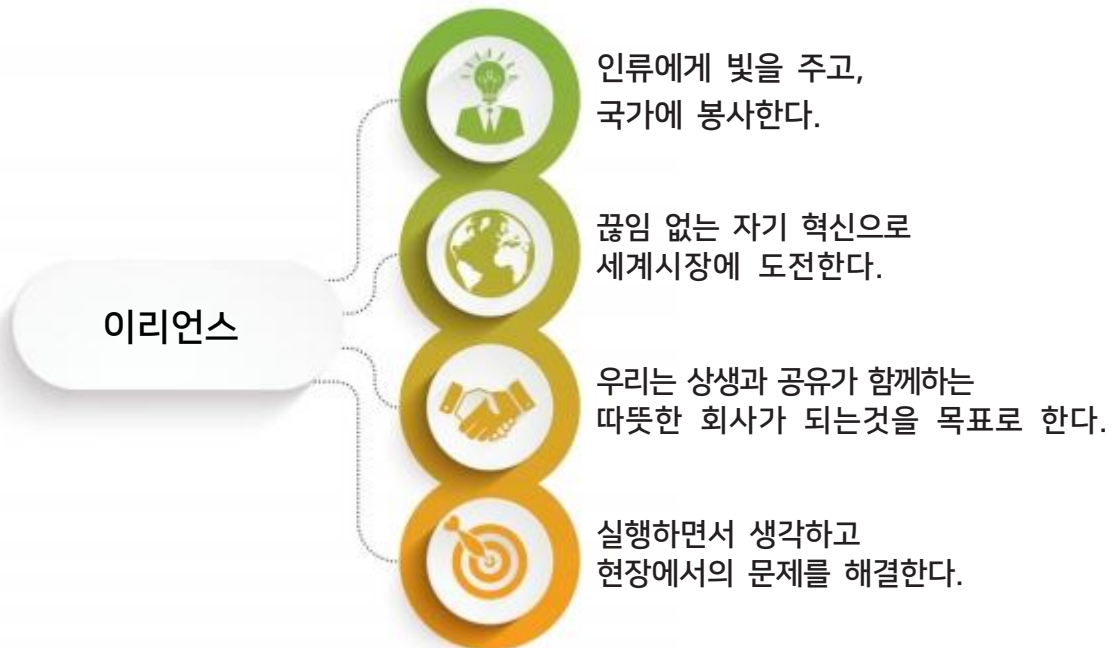 이리언스
인류에게 빛을 주고,
국가에 봉사한다.
끊임 없는 자기 혁신으로
세계시장에 도전한다.
우리는 상생과 공유가 함께하는
따뜻한 회사가 되는것을 목표로 한다.
실행하면서 생각하고
현장에서의 문제를 해결한다.